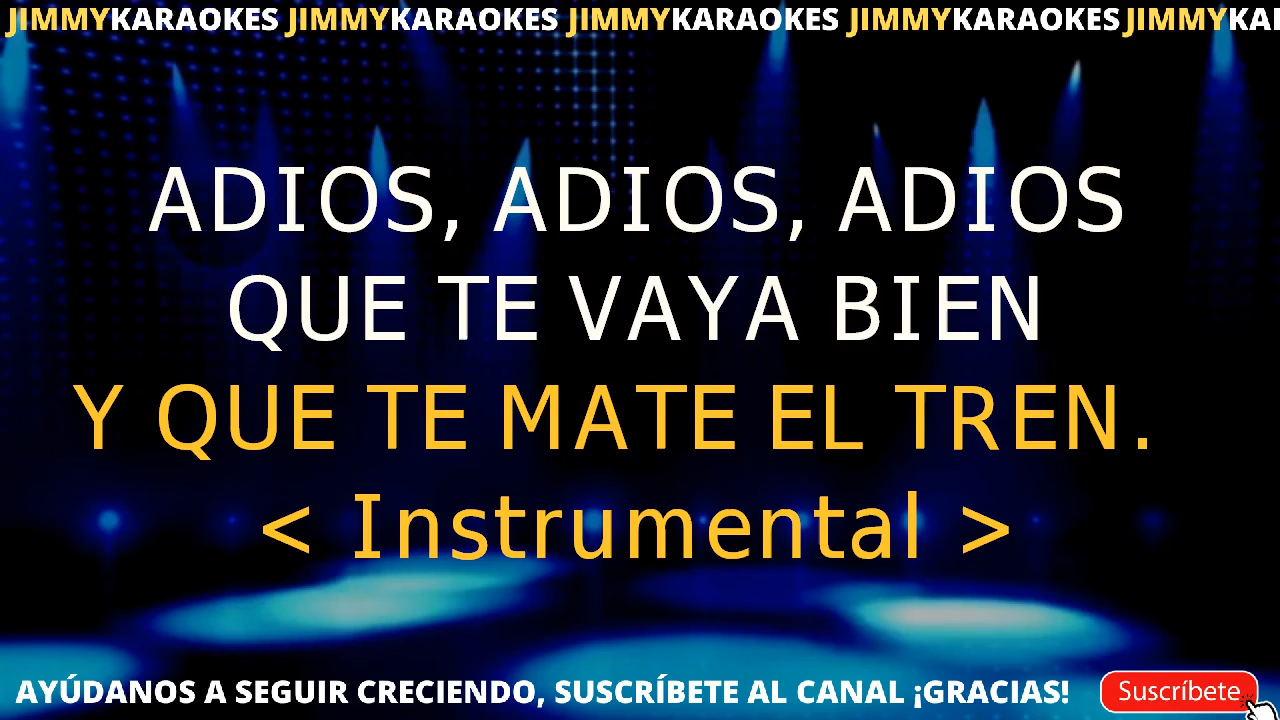 JIMMYKARAOKES JIMMYKARAOKES JIMMYKARAOKES JIMMYKARAOKES JIMMYKA
ADIOS, ADIOS, ADIOS
QUE TE VAYA BIEN
Y QUE TE MATE EL TREN.
< Instrumental >
AYÚDANOS A SEGUIR CRECIENDO, SUSCRÍBETE AL CANAL ¡GRACIAS! Suscríbete